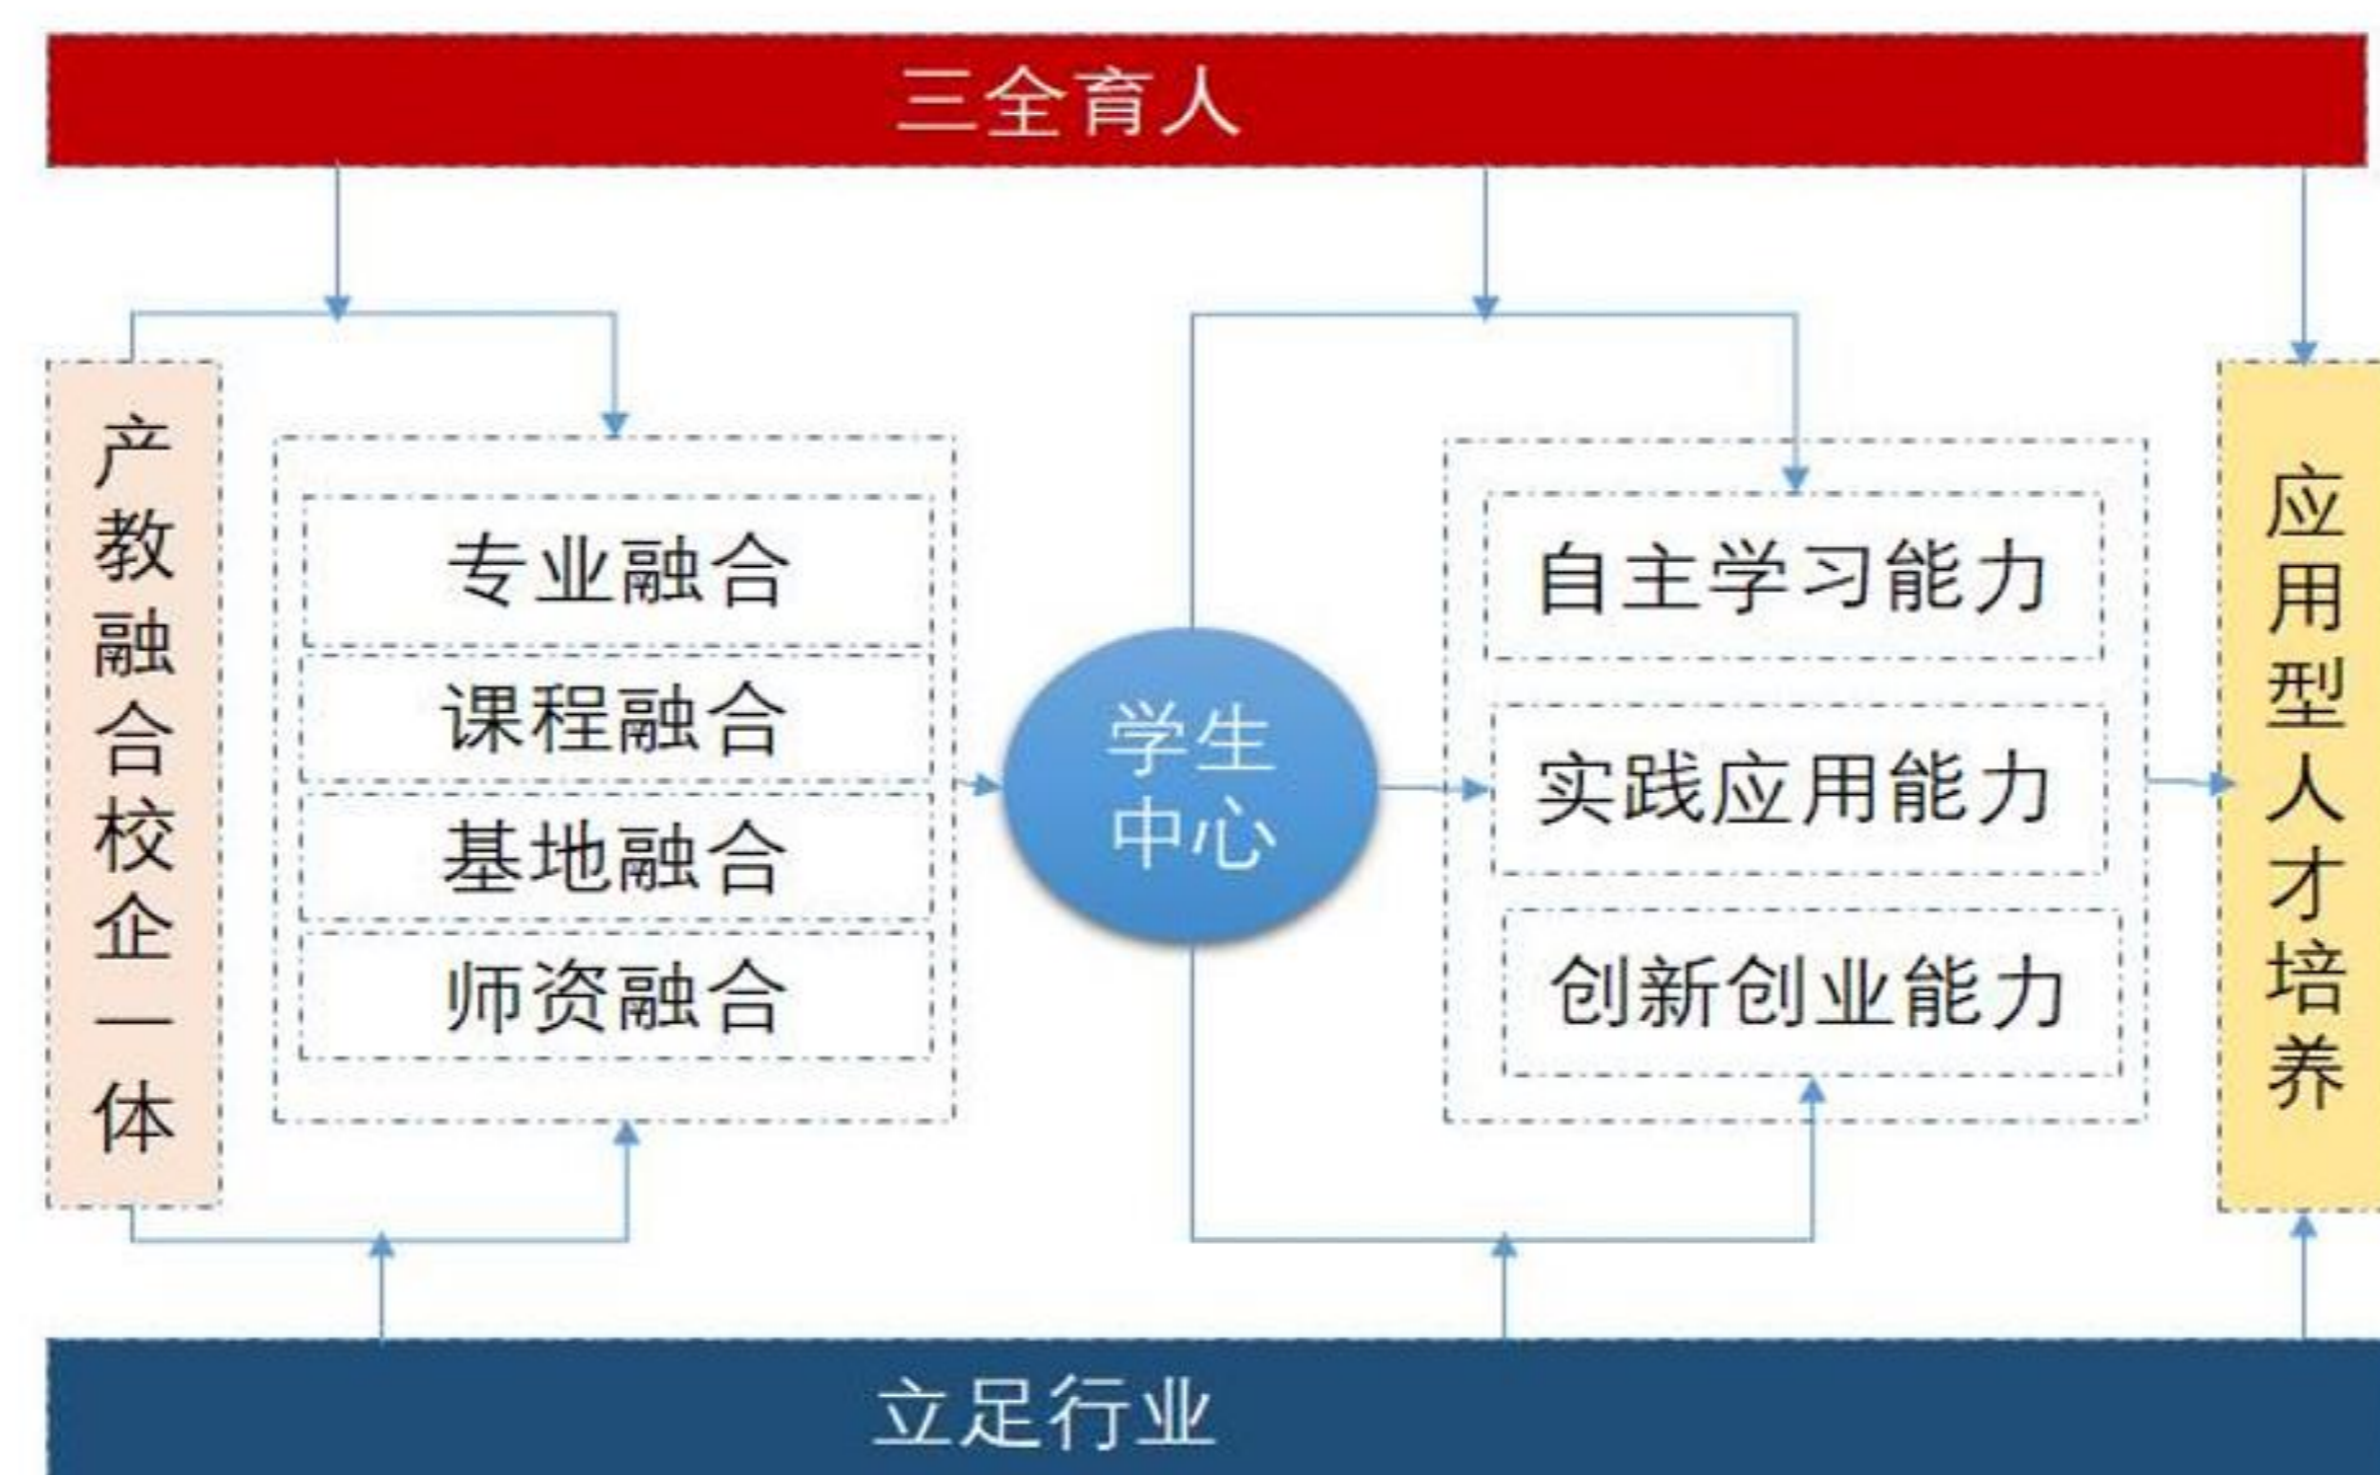 三全育人
产教融合校企一体
专业融合
课程融合
基地融合
师资融合
学生
中心
自主学习能力
实践应用能力
创新创业能力
应用型人才培养
立足行业